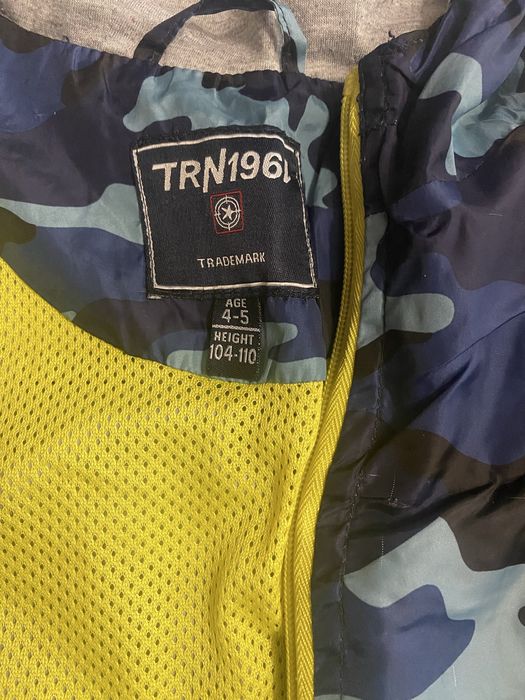 TRN1961
TRADEMARK
AGE
4-5
HEIGHT
104-110